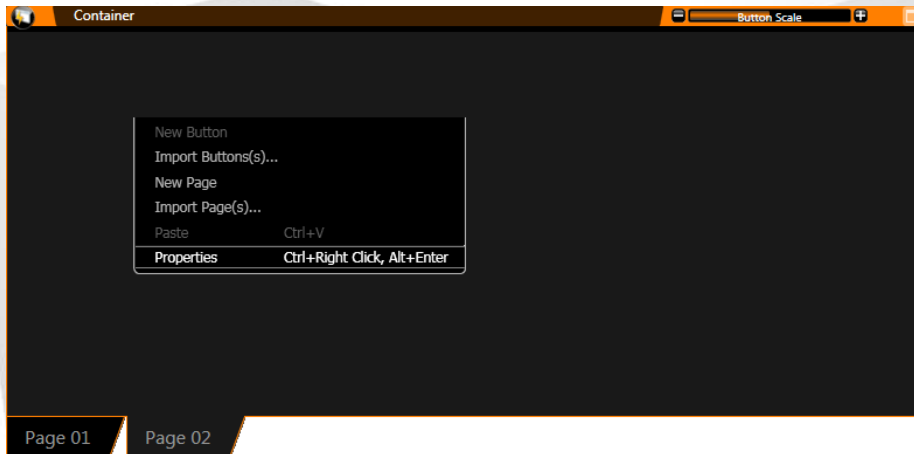 Container
Button Scale
New Button
Import Buttons(s)...
New Page
Import Page(s)...
Paste Ctrl+V
Properties Ctrl+Right Click, Alt+Enter
Page 01 Page 02